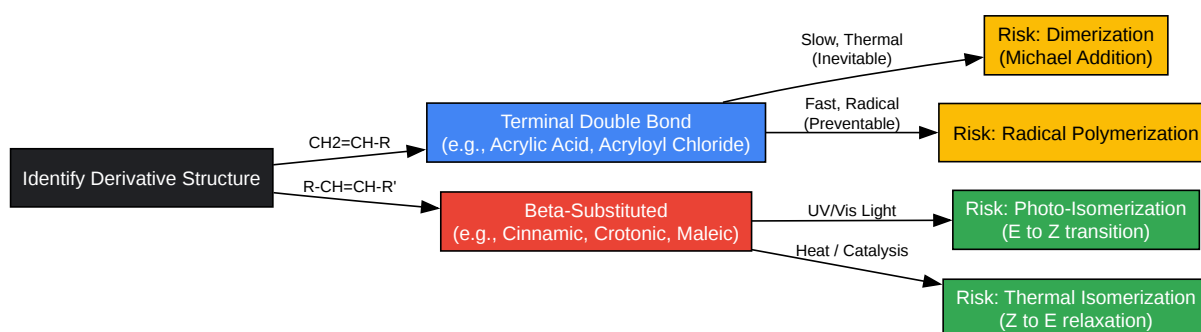 Identify Derivative Structure
CH2=CH-R
R-CH=CH-R'
Terminal Double Bond
(e.g., Acrylic Acid, Acryloyl Chloride)
Beta-Substituted
(e.g., Cinnamic, Crotonic, Maleic)
Slow, Thermal
(Inevitable)
Fast, Radical
(Preventable)
UV/Vis Light
Heat / Catalysis
Risk: Dimerization
(Michael Addition)
Risk: Radical Polymerization
Risk: Photo-Isomerization
(E to Z transition)
Risk: Thermal Isomerization
(Z to E relaxation)